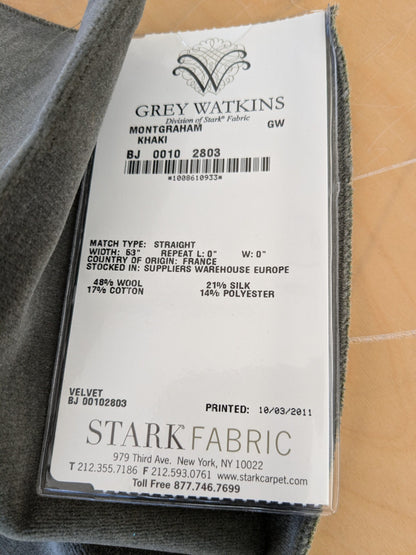 GREY WATKINS
Division of Stark® Fabric
MONTGRAHAM GW
KHAKI
BJ 0010 2803
*1008610933*
MATCH TYPE: STRAIGHT
WIDTH: 53" REPEAT L: 0" W: 0"
COUNTRY OF ORIGIN: FRANCE
STOCKED IN: SUPPLIERS WAREHOUSE EUROPE
48% WOOL 21% SILK
17% COTTON 14% POLYESTER
VELVET
BJ 00102803 PRINTED: 10/03/2011
STARK FABRIC
979 Third Ave. New York, NY 10022
T 212.355.7186 F 212.593.0761 www.starkcarpet.com
Toll Free 877.746.7699